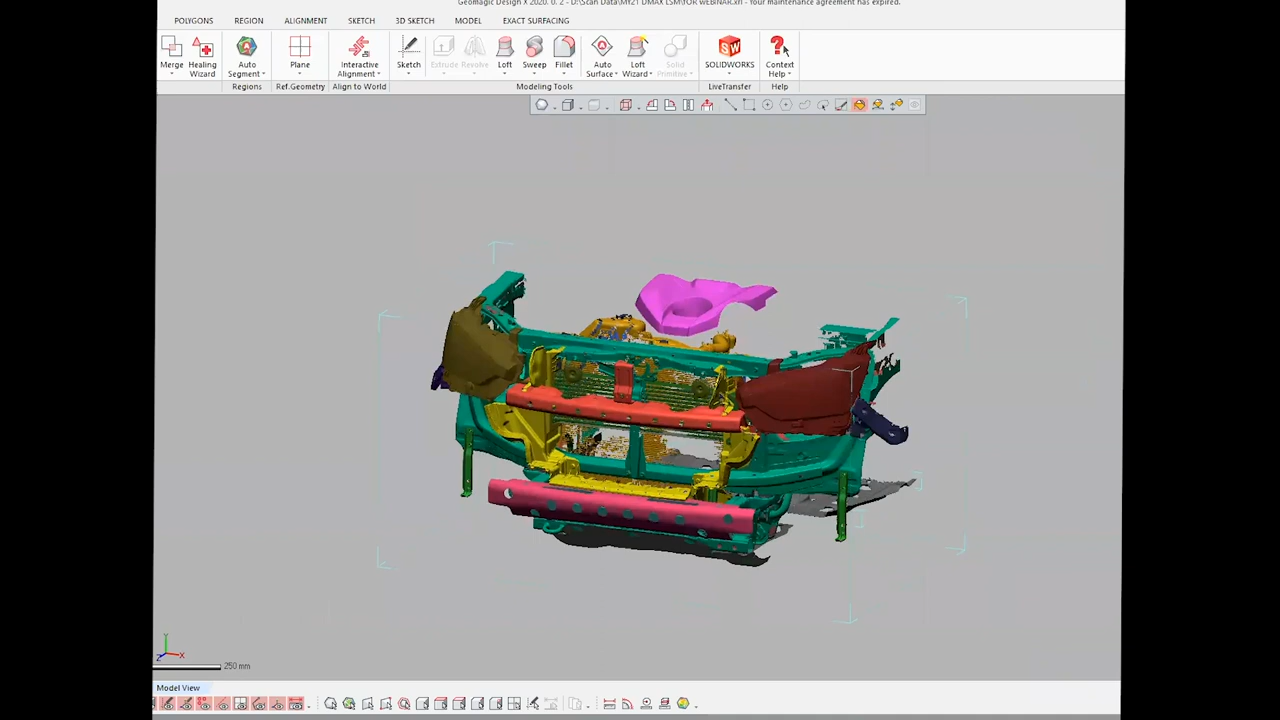 Geomagic Design X 2020. 0. 2 - D:\Scan Data\MY21 DMAX LSM\FOR WEBINAR.xrl - Your maintenance agreement has expired.
POLYGONS REGION ALIGNMENT SKETCH 3D SKETCH MODEL EXACT SURFACING
Merge Healing Wizard Auto Segment Plane Interactive Alignment Sketch Extrude Revolve Loft Sweep Fillet Auto Surface Loft Wizard Solid Primitive SOLIDWORKS Context Help
Regions Ref.Geometry Align to World Modeling Tools LiveTransfer Help
Y
Z X
250 mm
Model View